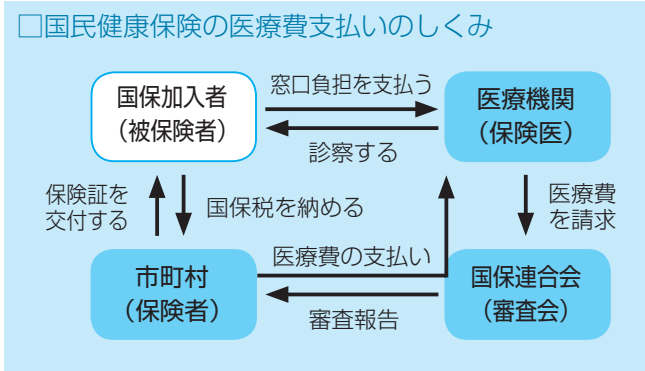 □国民健康保険の医療費支払いのしくみ
国保加入者
（被保険者）
窓口負担を支払う
診察する
医療機関
（保険医）
保険証を
交付する
国保税を納める
医療費
を請求
市町村
（保険者）
医療費の支払い
審査報告
国保連合会
（審査会）